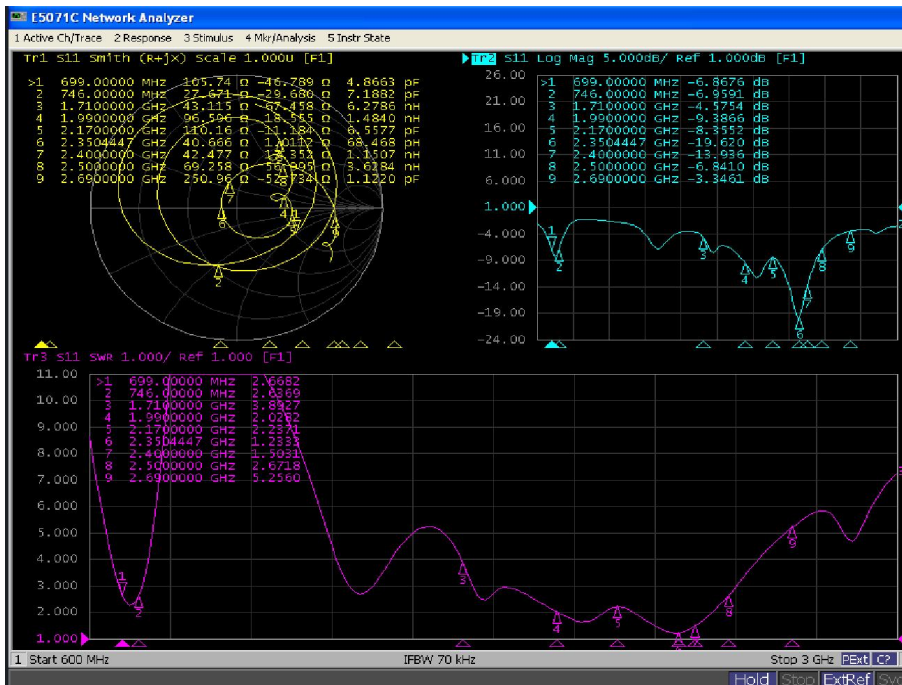 E5071C Network Analyzer
1 Active Ch/Trace 2 Response 3 Stimulus 4 Mkr/Analysis 5 Instr State
Tr1 S11 Smith (R+jX) Scale 1.000U [F1]
>1 699.00000 MHz 105.74 Ω -46.789 Ω 4.8663 pF
2 746.00000 MHz 27.671 Ω -29.680 Ω 7.1882 pF
3 1.7100000 GHz 43.115 Ω 67.458 Ω 6.2786 nH
4 1.9900000 GHz 96.596 Ω 18.555 Ω 1.4840 nH
5 2.1700000 GHz 110.16 Ω -11.184 Ω 6.5577 pF
6 2.3504447 GHz 40.666 Ω 68.468 pF
7 2.4000000 GHz 42.477 Ω 1.1507 nH
8 2.5000000 GHz 69.258 Ω 56.995 Ω 3.6284 nH
9 2.6900000 GHz 250.96 Ω -52.734 Ω 1.1220 pF
Tr2 S11 Log Mag 5.000dB/ Ref 1.000dB [F1]
26.00
21.00
16.00
11.00
6.000
1.000
-4.000
-9.000
-14.00
-19.00
-24.00
>1 699.00000 MHz -6.8676 dB
2 746.00000 MHz -6.9591 dB
3 1.7100000 GHz -4.5754 dB
4 1.9900000 GHz -9.3866 dB
5 2.1700000 GHz -8.3552 dB
6 2.3504447 GHz -19.620 dB
7 2.4000000 GHz -13.936 dB
8 2.5000000 GHz -6.8410 dB
9 2.6900000 GHz -3.3461 dB
Tr3 S11 SWR 1.000/ Ref 1.000 [F1]
11.00
10.00
9.000
8.000
7.000
6.000
5.000
4.000
3.000
2.000
1.000
>1 699.00000 MHz 2.6682
2 746.00000 MHz 2.6369
3 1.7100000 GHz 3.8927
4 1.9900000 GHz 2.0282
5 2.1700000 GHz 2.2371
6 2.3504447 GHz 1.2333
7 2.4000000 GHz 1.5031
8 2.5000000 GHz 2.6718
9 2.6900000 GHz 5.2560
1 Start 600 MHz IFBW 70 kHz Stop 3 GHz PExt C?
Hold Stop ExtRef Svc